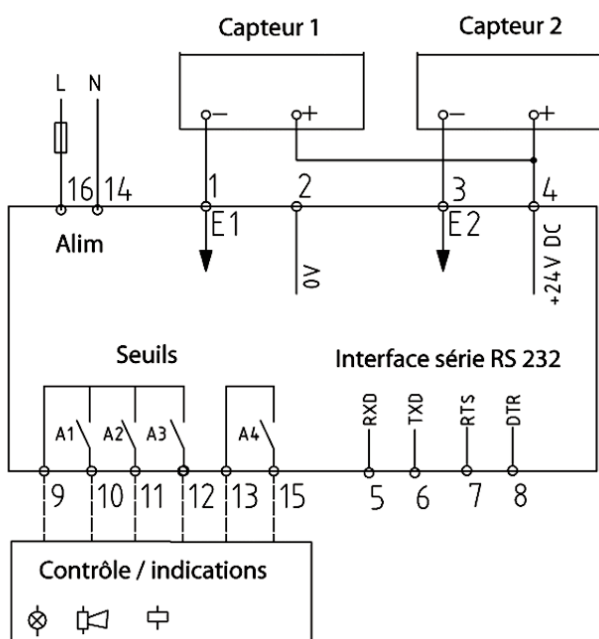 Capteur 1 Capteur 2
L N
- + - +
16 14 1 2 3 4
Alim E1 0V E2 +24V DC
Seuils Interface série RS 232
A1 A2 A3 A4 RXD TXD RTS DTR
9 10 11 12 13 15 5 6 7 8
Contrôle / indications